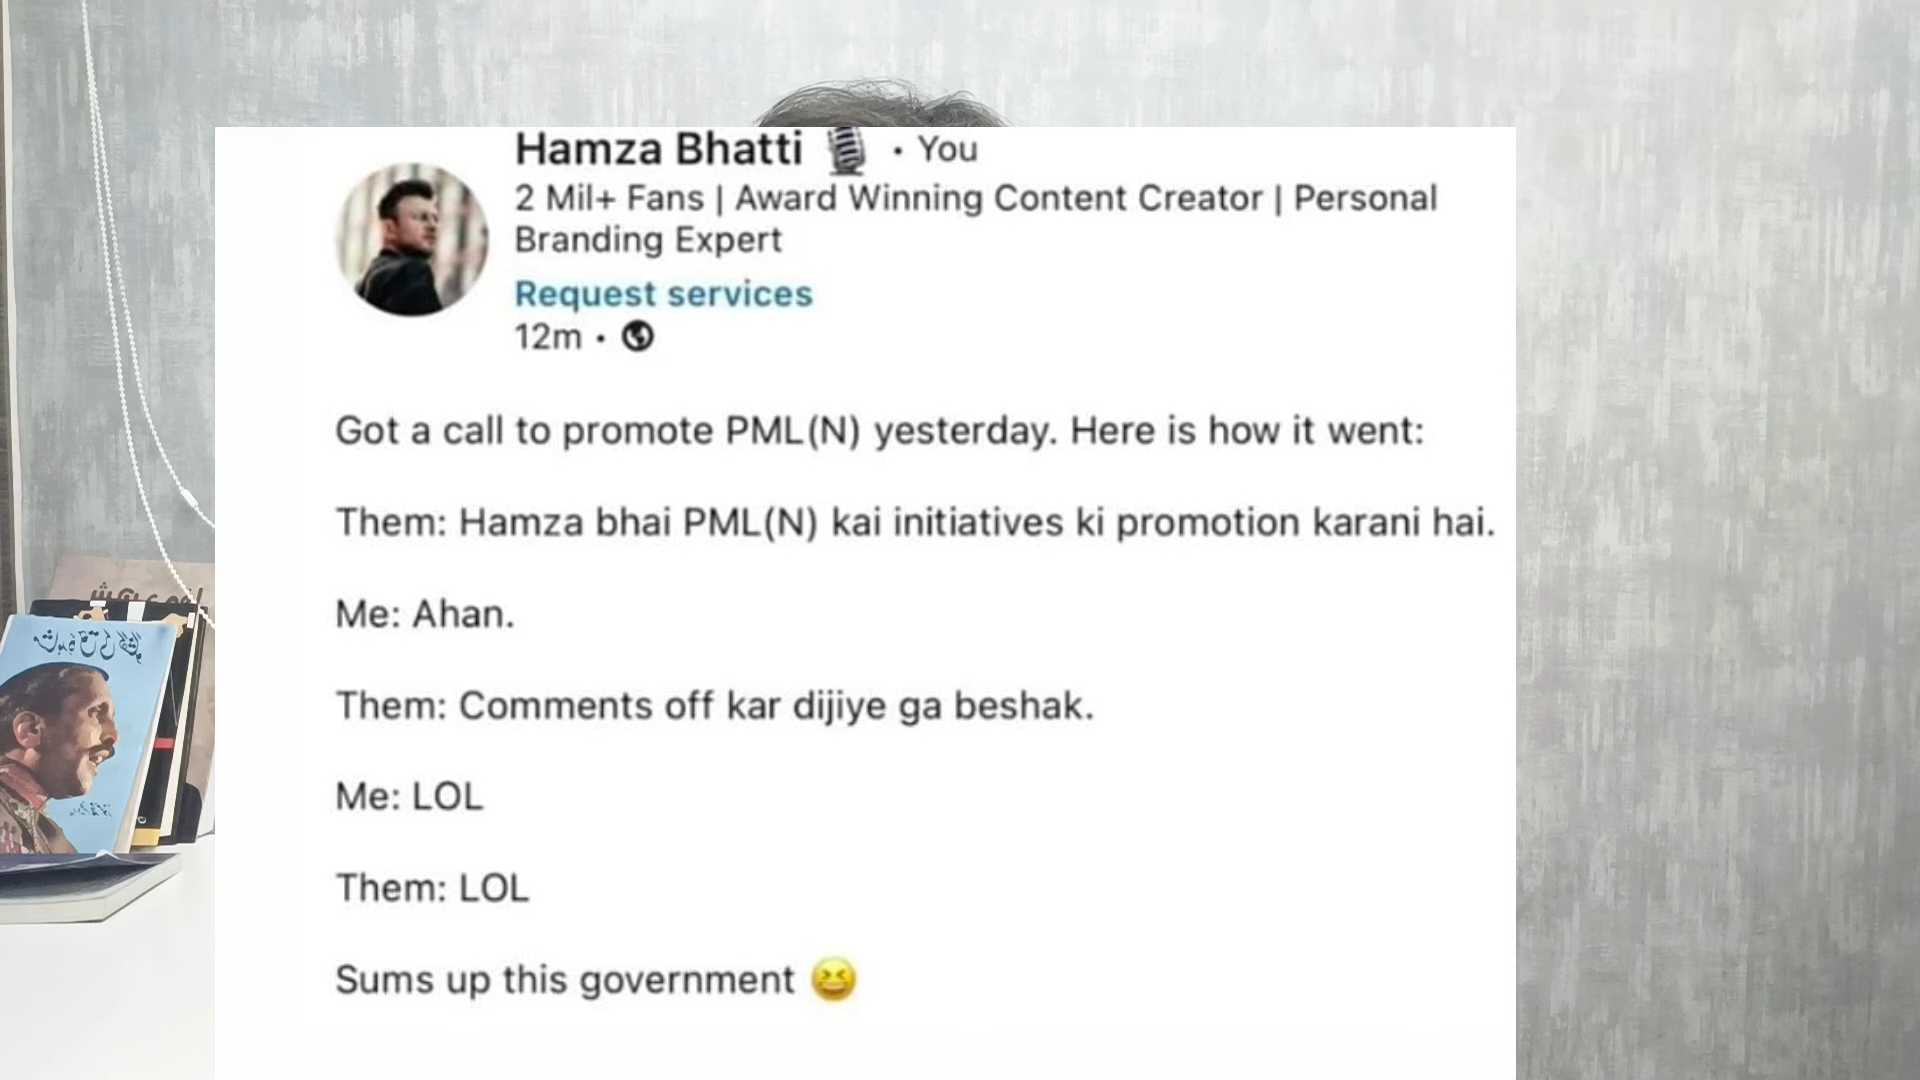 Hamza Bhatti 🎙 • You
2 Mil+ Fans | Award Winning Content Creator | Personal
Branding Expert
Request services
12m •
Got a call to promote PML(N) yesterday. Here is how it went:
Them: Hamza bhai PML(N) kai initiatives ki promotion karani hai.
Me: Ahan.
Them: Comments off kar dijiye ga beshak.
Me: LOL
Them: LOL
Sums up this government 😆